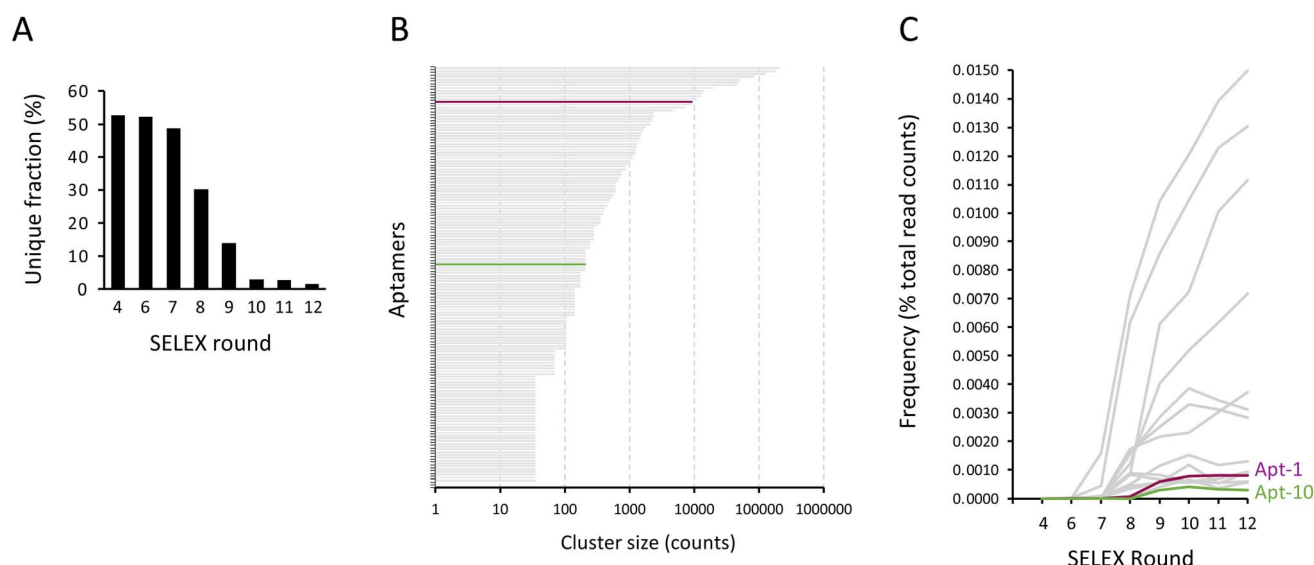 A
Unique fraction (%)
60
50
40
30
20
10
0
4 6 7 8 9 10 11 12
SELEX round
B
Aptamers
1 10 100 1000 10000 100000 1000000
Cluster size (counts)
C
Frequency (% total read counts)
0.0150
0.0140
0.0130
0.0120
0.0110
0.0100
0.0090
0.0080
0.0070
0.0060
0.0050
0.0040
0.0030
0.0020
0.0010
0.0000
Apt-1
Apt-10
4 6 7 8 9 10 11 12
SELEX Round